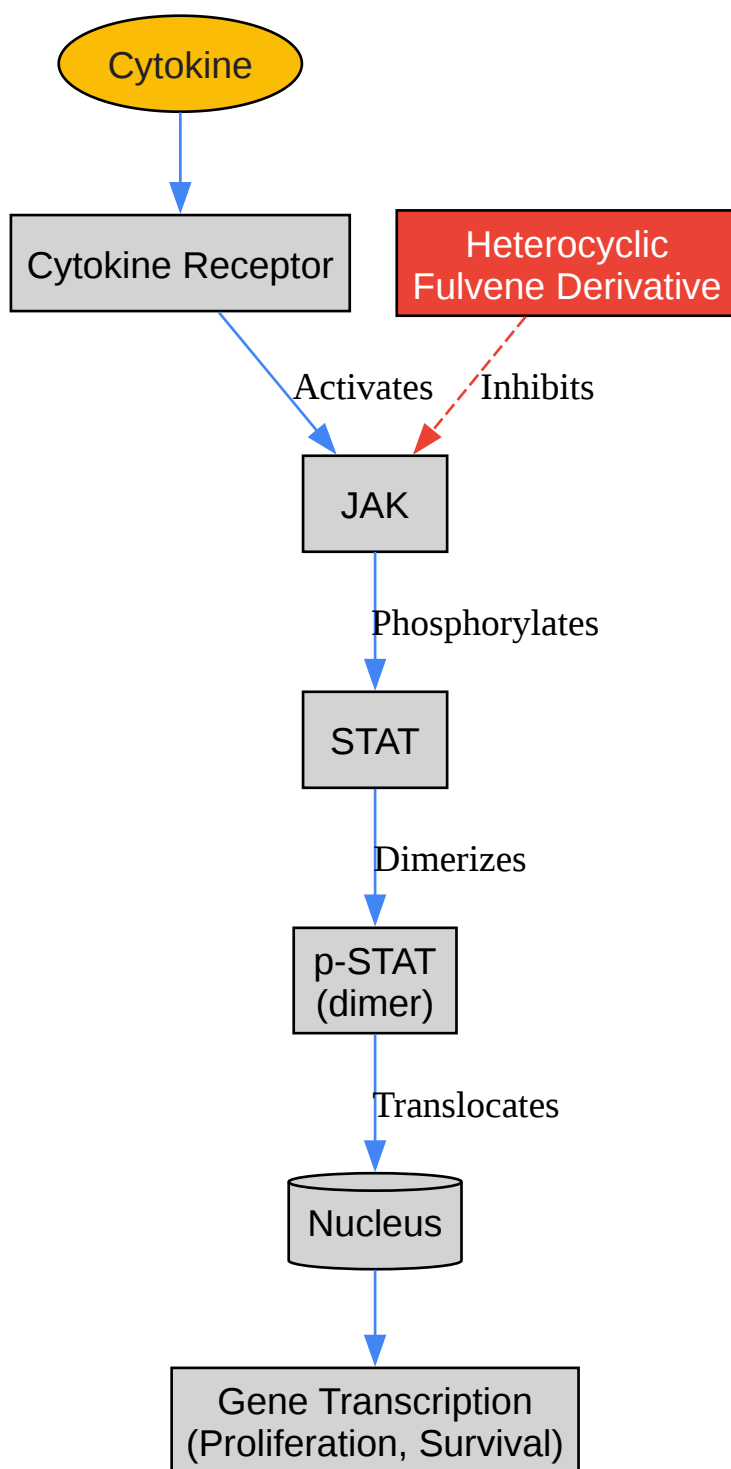 Cytokine
Cytokine Receptor
Heterocyclic
Fulvene Derivative
Activates
Inhibits
JAK
Phosphorylates
STAT
Dimerizes
p-STAT
(dimer)
Translocates
Nucleus
Gene Transcription
(Proliferation, Survival)